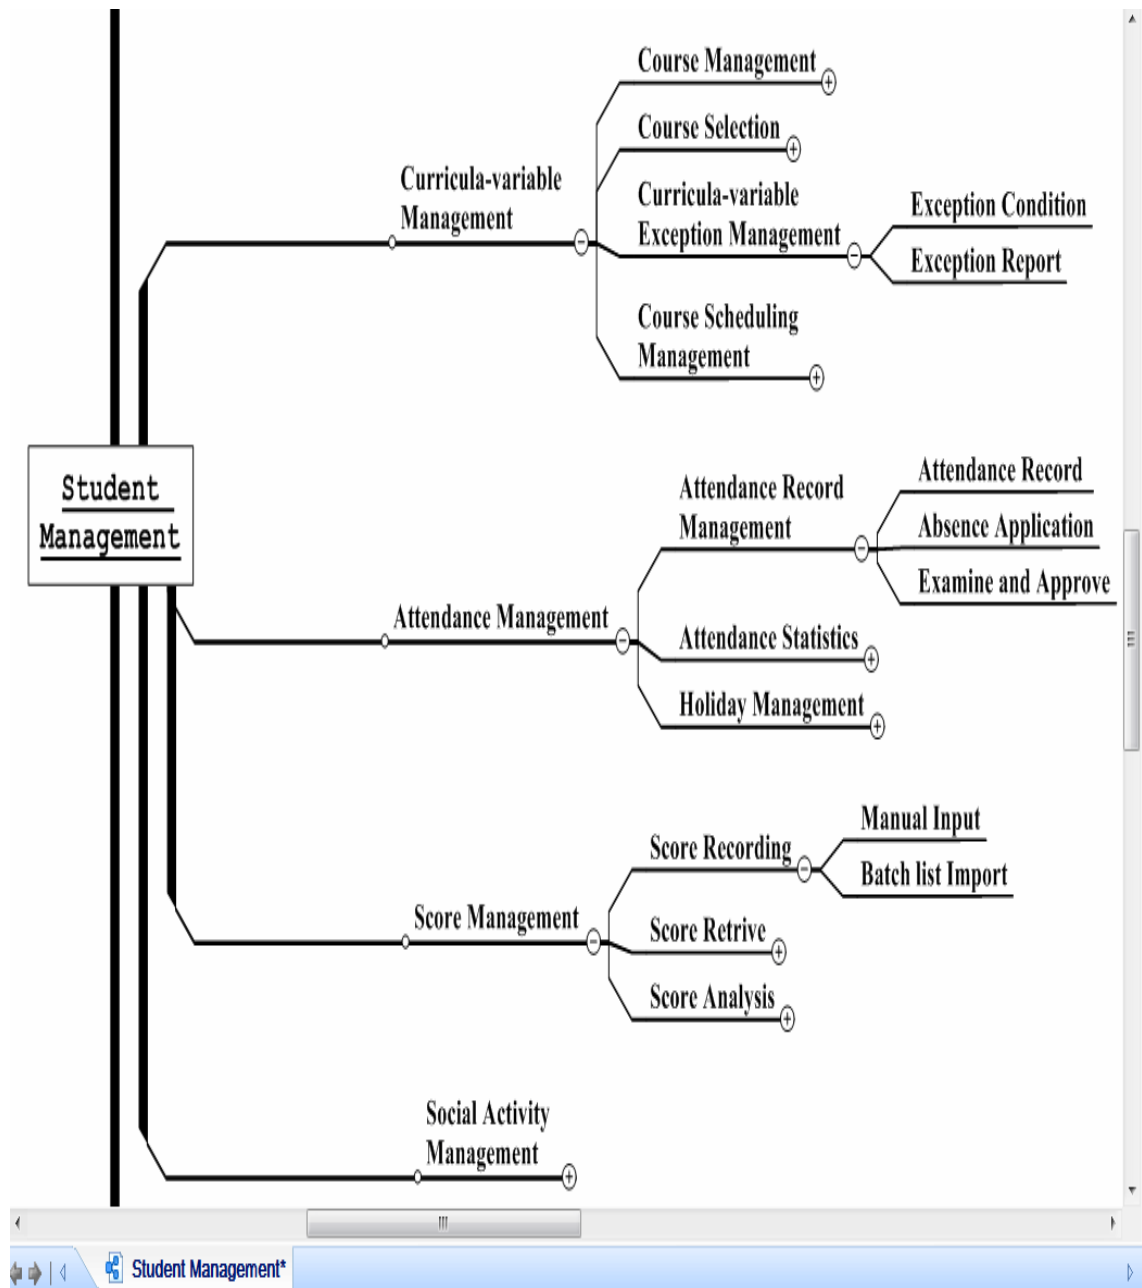 Course Management
Course Selection
Curricula-variable
Management
Curricula-variable
Exception Management
Exception Condition
Exception Report
Course Scheduling
Management
Student
Management
Attendance Management
Attendance Record
Management
Attendance Record
Absence Application
Examine and Approve
Attendance Statistics
Holiday Management
Score Management
Score Recording
Manual Input
Batch list Import
Score Retrive
Score Analysis
Social Activity
Management
Student Management*